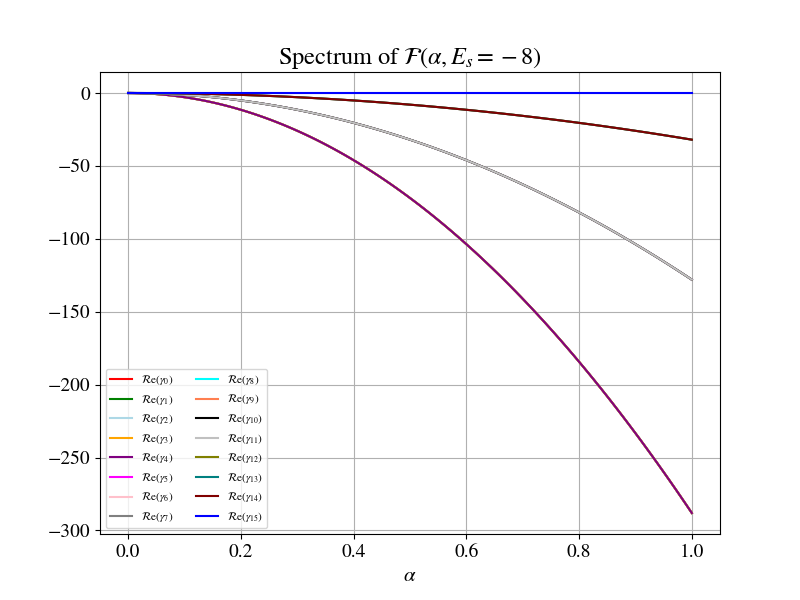 Spectrum of 𝓕(α, E_s = −8)
0
−50
−100
−150
−200
−250
−300
0.0 0.2 0.4 0.6 0.8 1.0
α
𝓡e(γ₀) 𝓡e(γ₈)
𝓡e(γ₁) 𝓡e(γ₉)
𝓡e(γ₂) 𝓡e(γ₁₀)
𝓡e(γ₃) 𝓡e(γ₁₁)
𝓡e(γ₄) 𝓡e(γ₁₂)
𝓡e(γ₅) 𝓡e(γ₁₃)
𝓡e(γ₆) 𝓡e(γ₁₄)
𝓡e(γ₇) 𝓡e(γ₁₅)